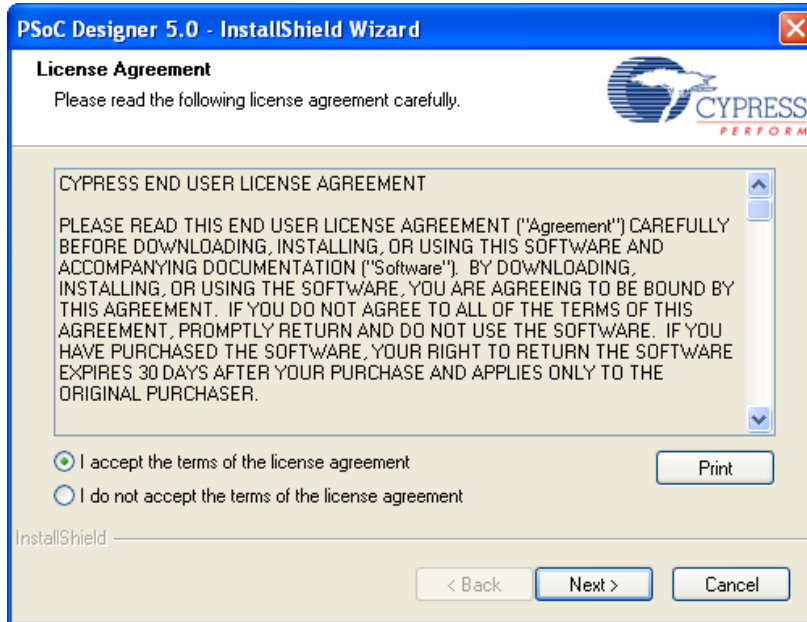 PSoC Designer 5.0 - InstallShield Wizard
License Agreement
Please read the following license agreement carefully.
CYPRESS
PERFORM
CYPRESS END USER LICENSE AGREEMENT
PLEASE READ THIS END USER LICENSE AGREEMENT ("Agreement") CAREFULLY
BEFORE DOWNLOADING, INSTALLING, OR USING THIS SOFTWARE AND
ACCOMPANYING DOCUMENTATION ("Software"). BY DOWNLOADING,
INSTALLING, OR USING THE SOFTWARE, YOU ARE AGREEING TO BE BOUND BY
THIS AGREEMENT. IF YOU DO NOT AGREE TO ALL OF THE TERMS OF THIS
AGREEMENT, PROMPTLY RETURN AND DO NOT USE THE SOFTWARE. IF YOU
HAVE PURCHASED THE SOFTWARE, YOUR RIGHT TO RETURN THE SOFTWARE
EXPIRES 30 DAYS AFTER YOUR PURCHASE AND APPLIES ONLY TO THE
ORIGINAL PURCHASER.
I accept the terms of the license agreement
Print
I do not accept the terms of the license agreement
InstallShield
< Back
Next >
Cancel